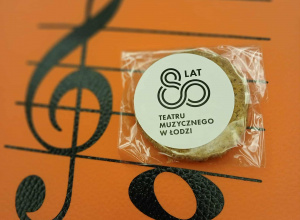 80 LAT
TEATRU
MUZYCZNEGO
W ŁODZI